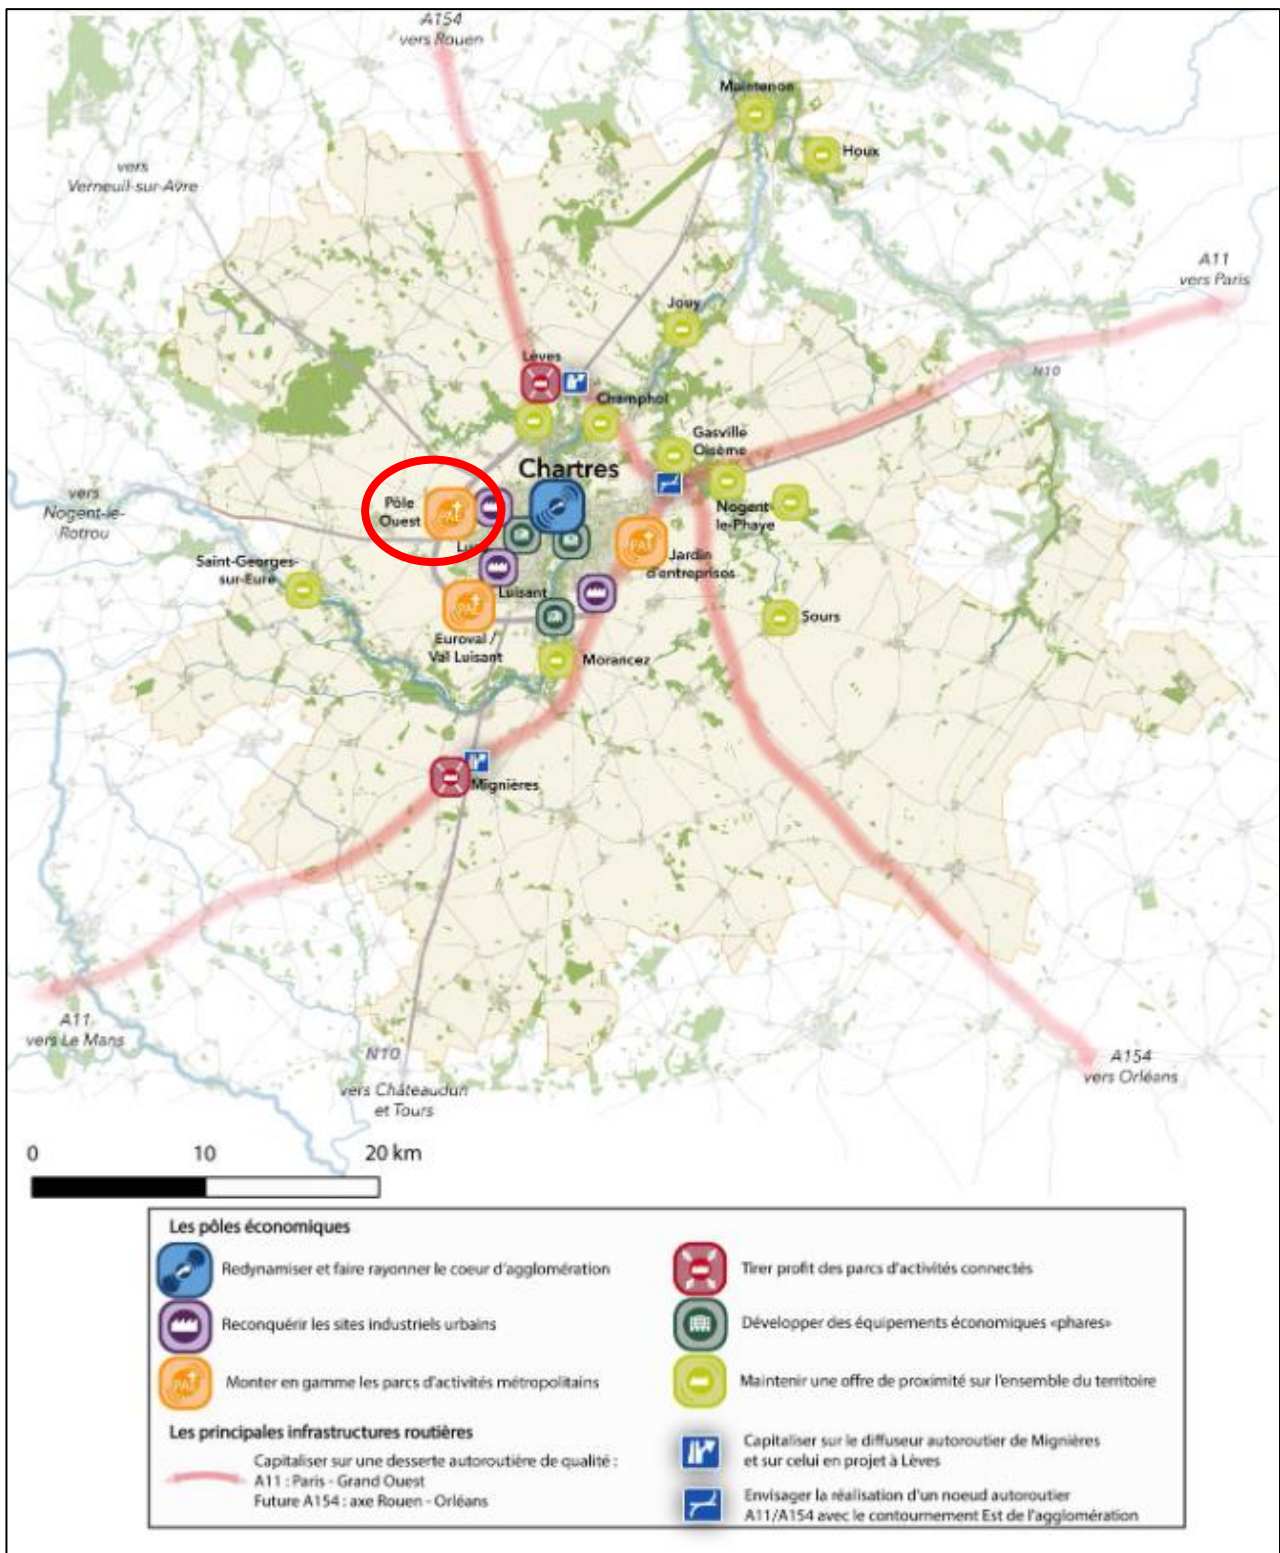 A154
vers Rouen
Maintenon
Houx
vers
Verneuil-sur-Avre
A11
vers Paris
Jouy
N10
Lèves
Champhol
Gasville
Oisème
Chartres
vers
Nogent-le-
Rotrou
Pôle
Ouest
PAE
Nogent
le-Phaye
PAE
Jardin
d'entreprises
Saint-Georges-
sur-Eure
Luisant
PAE
Sours
Euroval /
Val Luisant
Morancez
Mignières
A11
vers Le Mans
N10
vers Châteaudun
et Tours
A154
vers Orléans
0 10 20 km
Les pôles économiques
Redynamiser et faire rayonner le coeur d'agglomération
Reconquérir les sites industriels urbains
PAE
Monter en gamme les parcs d'activités métropolitains
Tirer profit des parcs d'activités connectés
Développer des équipements économiques «phares»
Maintenir une offre de proximité sur l'ensemble du territoire
Les principales infrastructures routières
Capitaliser sur une desserte autoroutière de qualité :
A11 : Paris - Grand Ouest
Future A154 : axe Rouen - Orléans
Capitaliser sur le diffuseur autoroutier de Mignières
et sur celui en projet à Lèves
Envisager la réalisation d'un noeud autoroutier
A11/A154 avec le contournement Est de l'agglomération